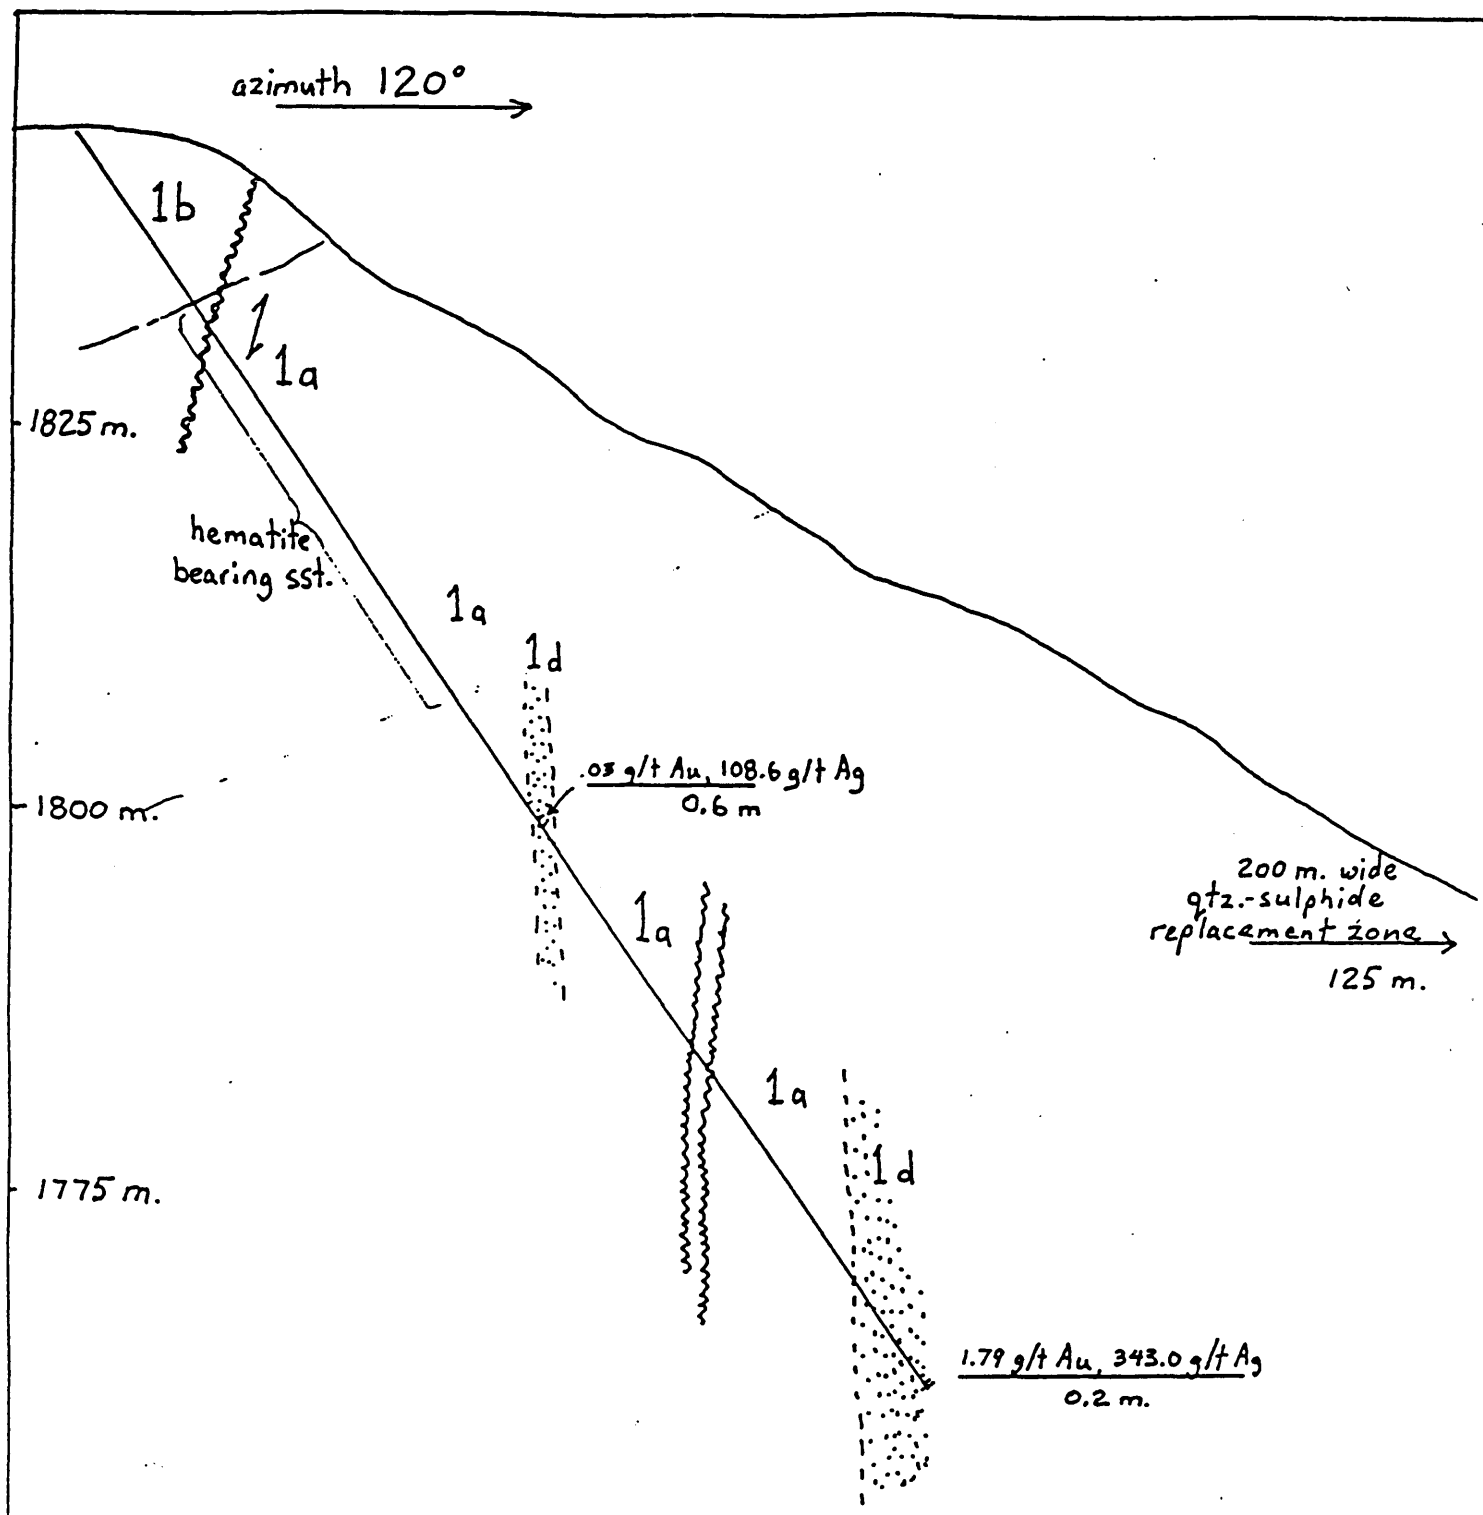 azimuth 120°
1b
1a
1825 m.
hematite
bearing sst.
1a
1d
.03 g/t Au, 108.6 g/t Ag
0.6 m
1800 m.
200 m. wide
qtz.-sulphide
replacement zone
125 m.
1a
1a
1d
1775 m.
1.79 g/t Au, 343.0 g/t Ag
0.2 m.